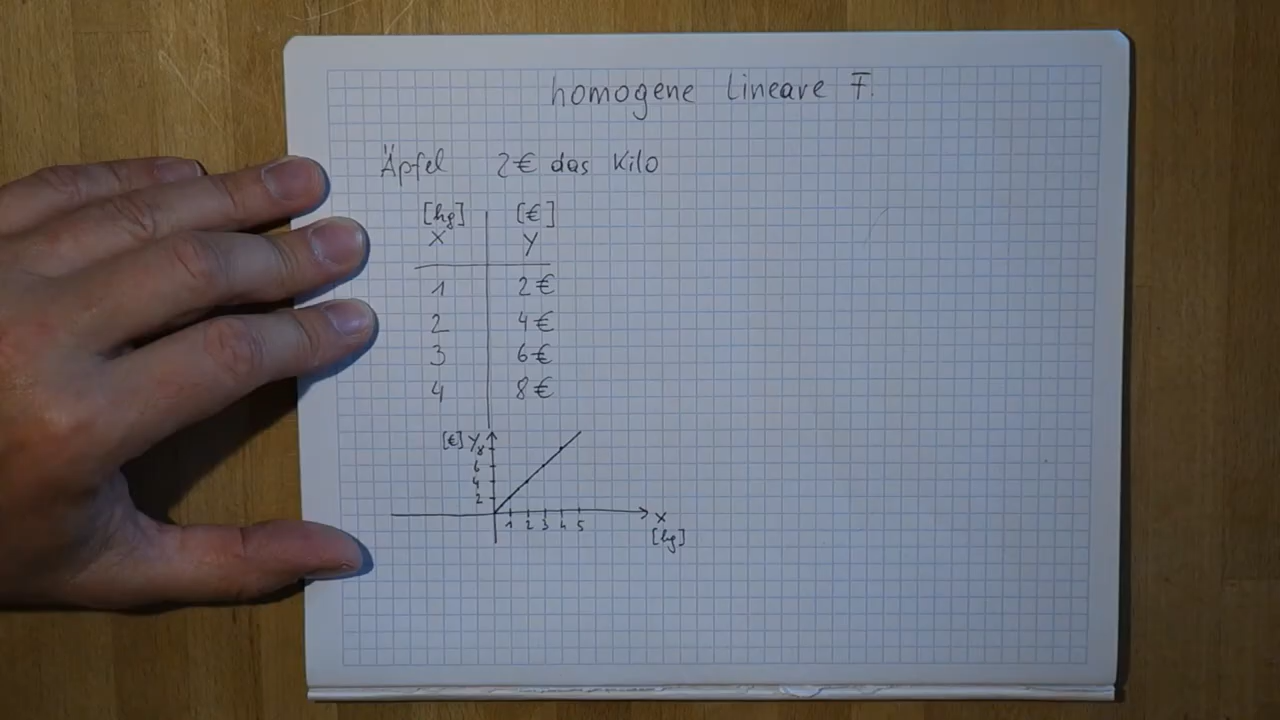 homogene lineare F.
Äpfel 2€ das Kilo
[kg] [€]
x y
1 2€
2 4€
3 6€
4 8€
[€] y
8
6
4
2
1 2 3 4 5 x
[kg]